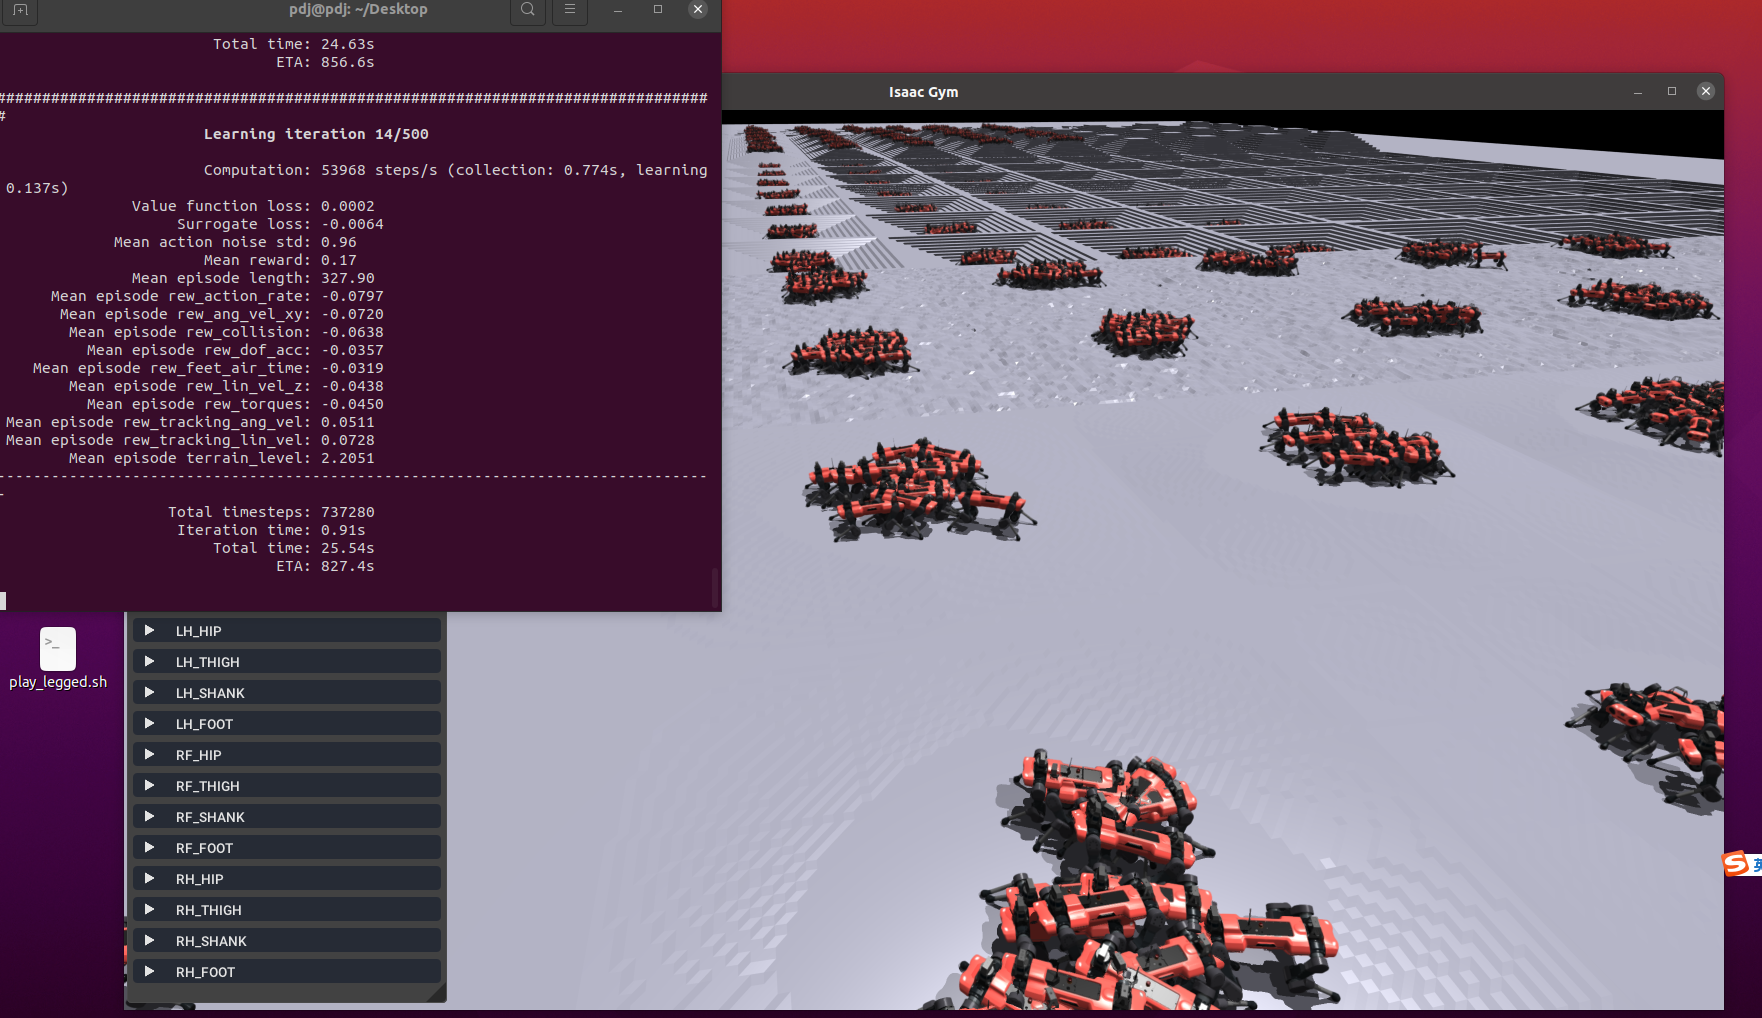 pdj@pdj: ~/Desktop
Total time: 24.63s
ETA: 856.6s
################################################################################
#
Learning iteration 14/500
Computation: 53968 steps/s (collection: 0.774s, learning
0.137s)
Value function loss: 0.0002
Surrogate loss: -0.0064
Mean action noise std: 0.96
Mean reward: 0.17
Mean episode length: 327.90
Mean episode rew_action_rate: -0.0797
Mean episode rew_ang_vel_xy: -0.0720
Mean episode rew_collision: -0.0638
Mean episode rew_dof_acc: -0.0357
Mean episode rew_feet_air_time: -0.0319
Mean episode rew_lin_vel_z: -0.0438
Mean episode rew_torques: -0.0450
Mean episode rew_tracking_ang_vel: 0.0511
Mean episode rew_tracking_lin_vel: 0.0728
Mean episode terrain_level: 2.2051
--------------------------------------------------------------------------------
-
Total timesteps: 737280
Iteration time: 0.91s
Total time: 25.54s
ETA: 827.4s
Isaac Gym
>_
play_legged.sh
LH_HIP
LH_THIGH
LH_SHANK
LH_FOOT
RF_HIP
RF_THIGH
RF_SHANK
RF_FOOT
RH_HIP
RH_THIGH
RH_SHANK
RH_FOOT
S